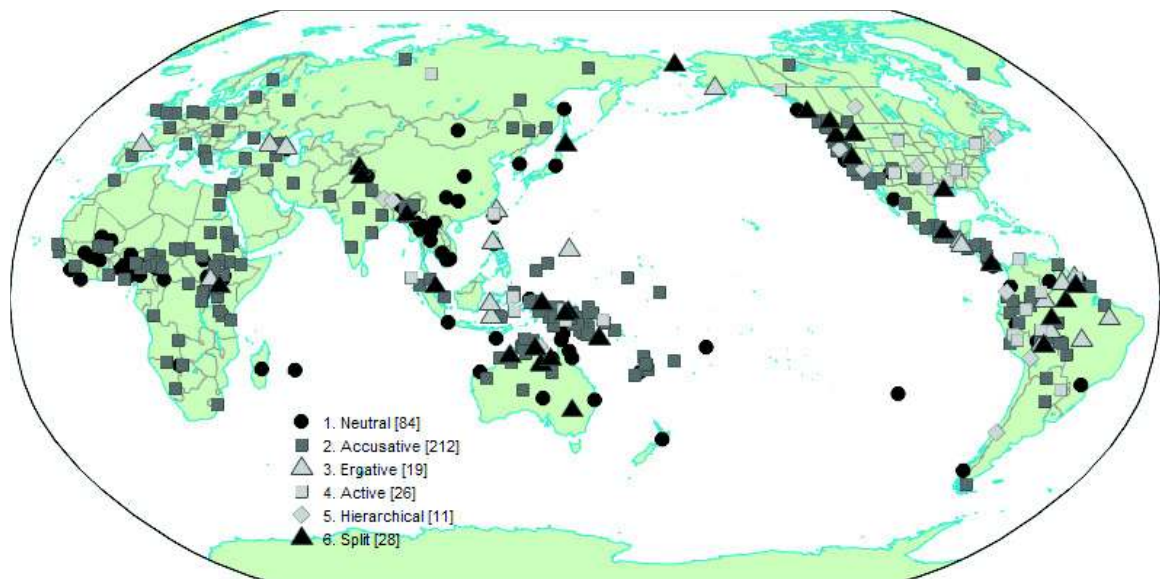 1. Neutral [84]
2. Accusative [212]
3. Ergative [19]
4. Active [26]
5. Hierarchical [11]
6. Split [28]